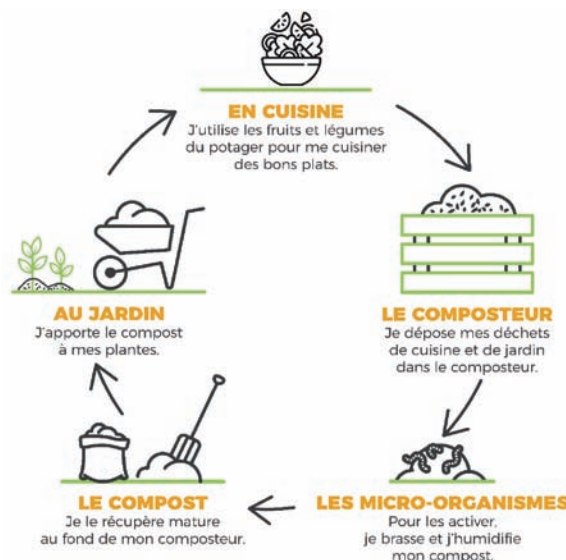 EN CUISINE
J'utilise les fruits et légumes
du potager pour me cuisiner
des bons plats.
LE COMPOSTEUR
Je dépose mes déchets
de cuisine et de jardin
dans le composteur.
LES MICRO-ORGANISMES
Pour les activer,
je brasse et j'humidifie
mon compost.
LE COMPOST
Je le récupère mature
au fond de mon composteur.
AU JARDIN
J'apporte le compost
à mes plantes.